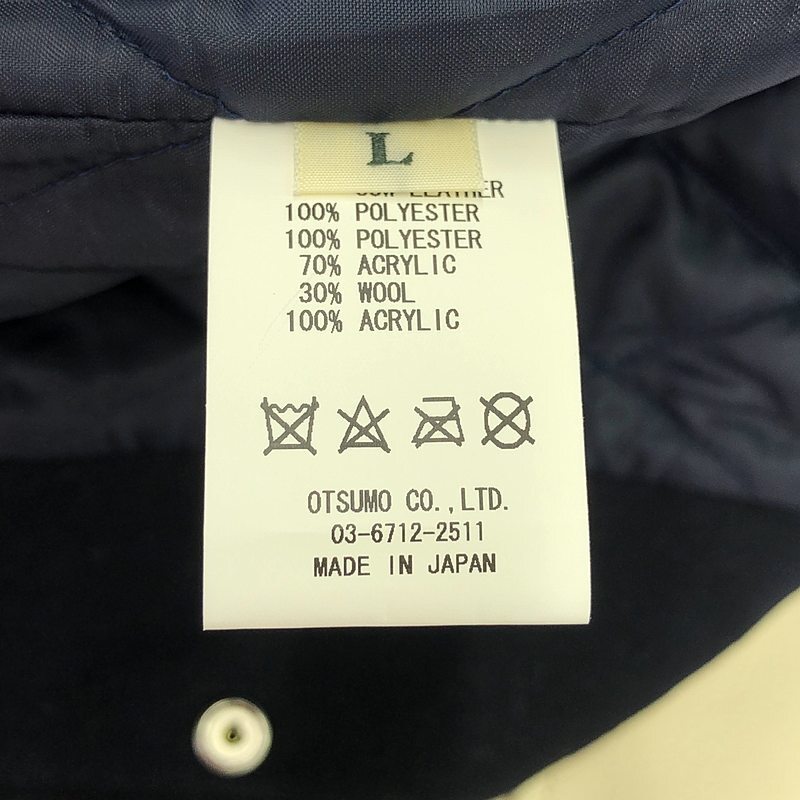 L
LEATHER
100% POLYESTER
100% POLYESTER
70% ACRYLIC
30% WOOL
100% ACRYLIC
OTSUMO CO.,LTD.
03-6712-2511
MADE IN JAPAN